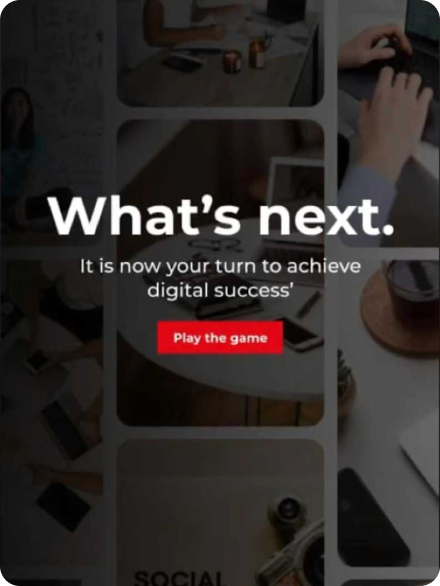 What's next.
It is now your turn to achieve
digital success'
Play the game
SOCIAL